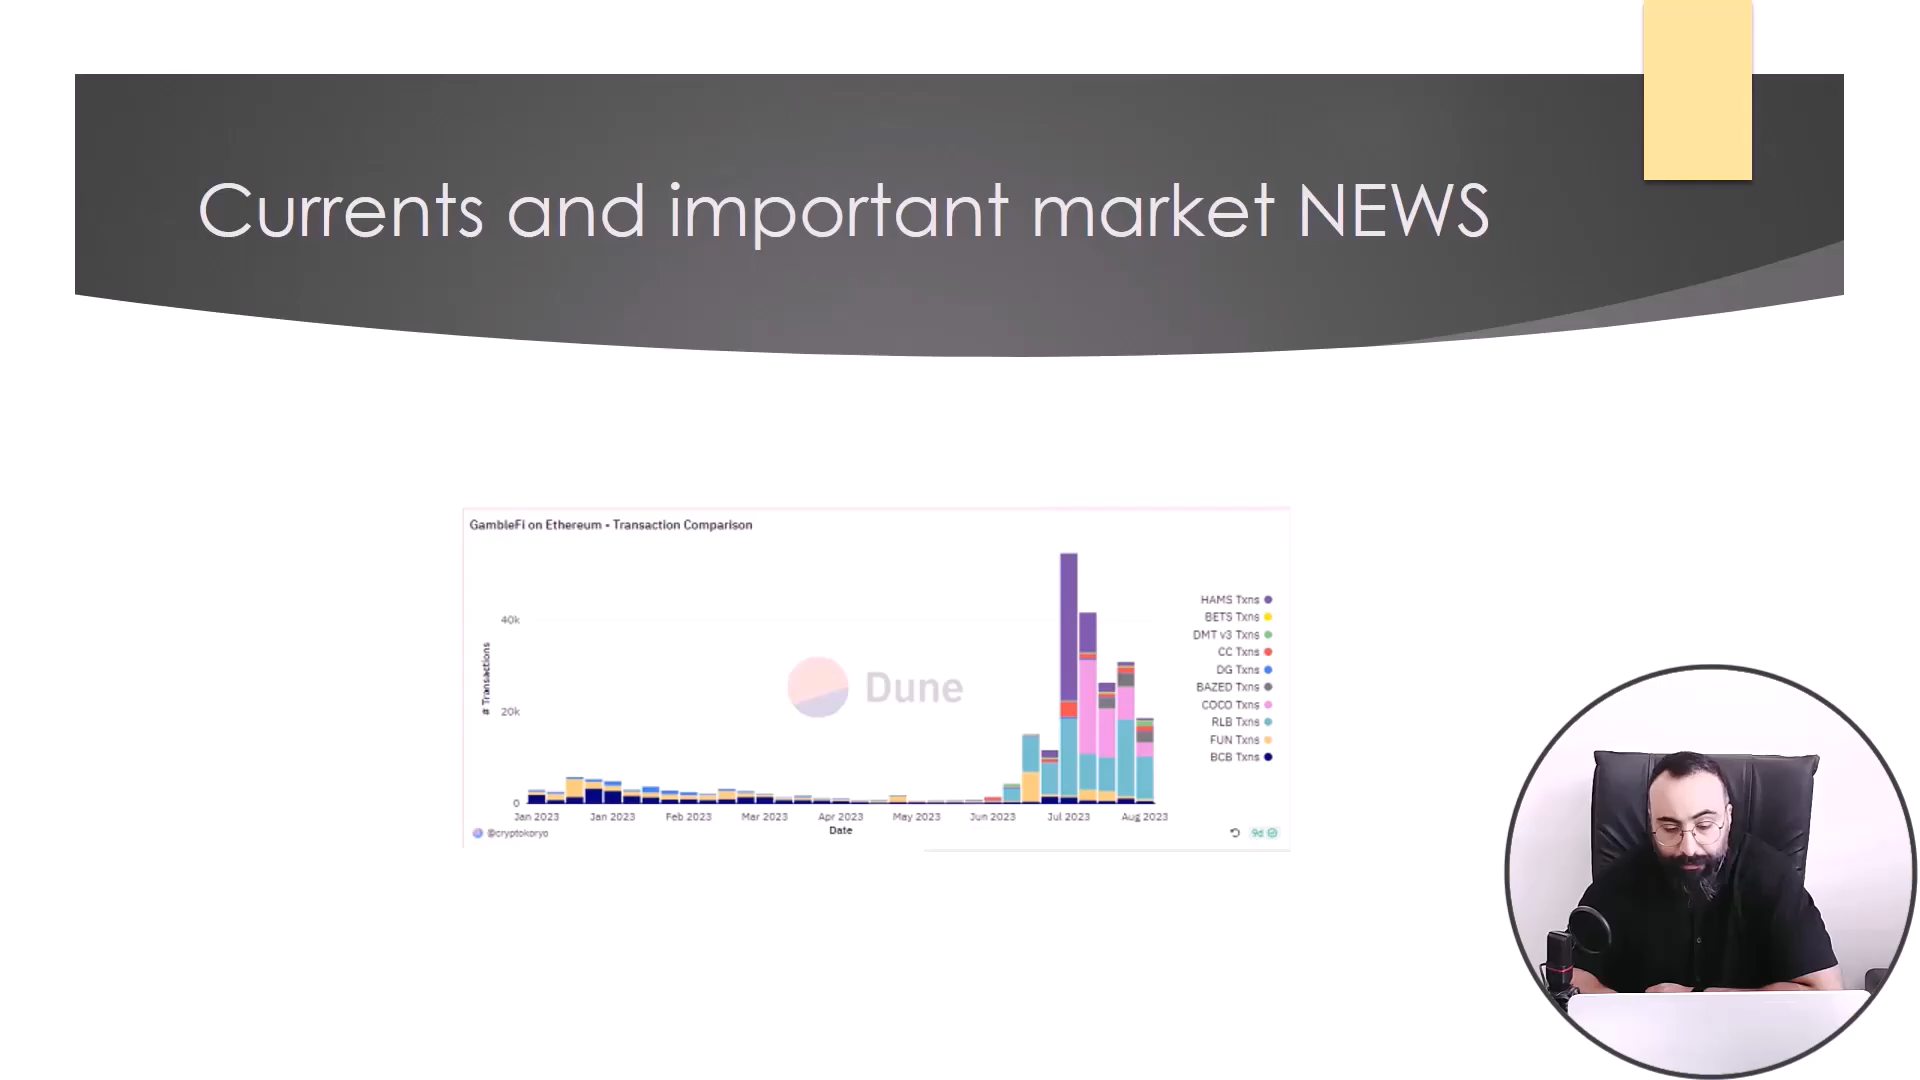 Currents and important market NEWS
GambleFi on Ethereum - Transaction Comparison
HAMS Txns
BETS Txns
DMT v3 Txns
CC Txns
DG Txns
BAZED Txns
COCO Txns
RLB Txns
FUN Txns
BCB Txns
# Transactions
40k
20k
0
Dune
Jan 2023 Jan 2023 Feb 2023 Mar 2023 Apr 2023 May 2023 Jun 2023 Jul 2023 Aug 2023
Date
@cryptokoryo
9d